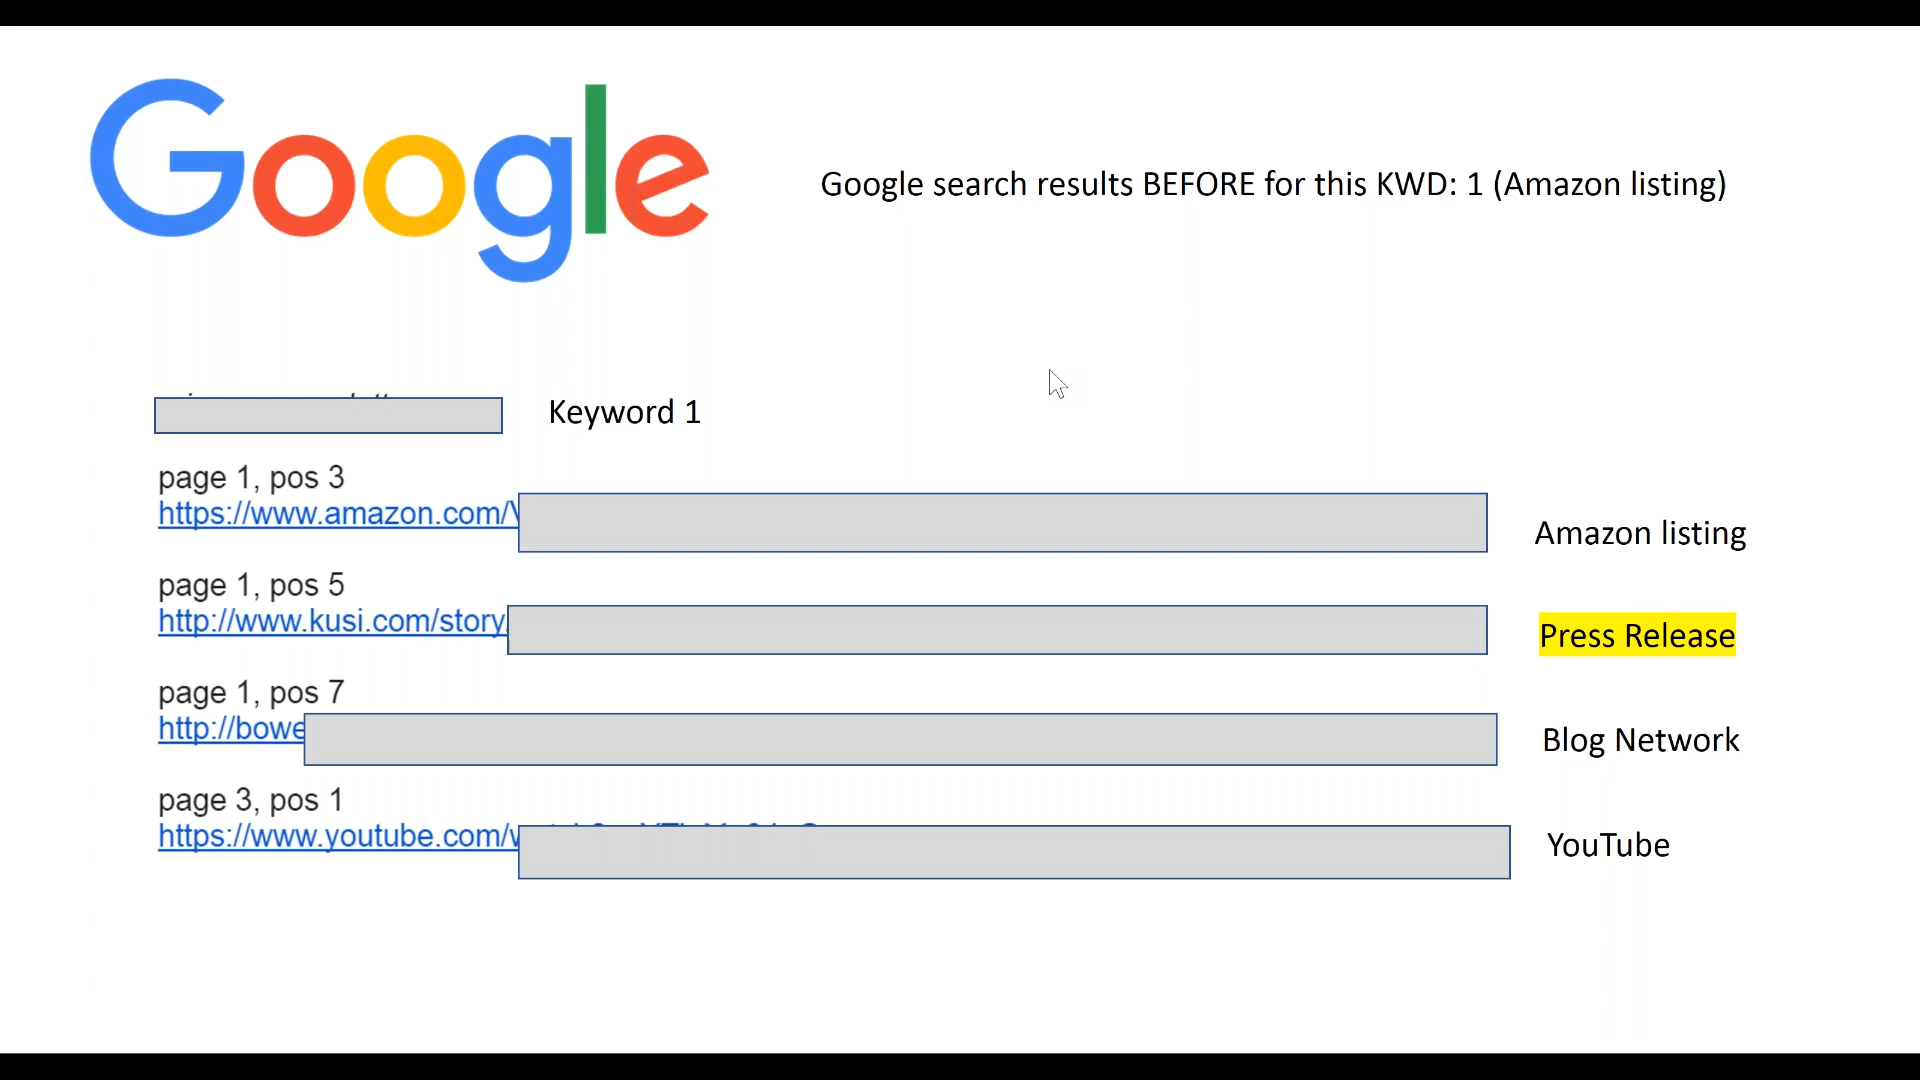 Google
Google search results BEFORE for this KWD: 1 (Amazon listing)
Keyword 1
page 1, pos 3
https://www.amazon.com/
Amazon listing
page 1, pos 5
http://www.kusi.com/story
Press Release
page 1, pos 7
http://bowe
Blog Network
page 3, pos 1
https://www.youtube.com/
YouTube